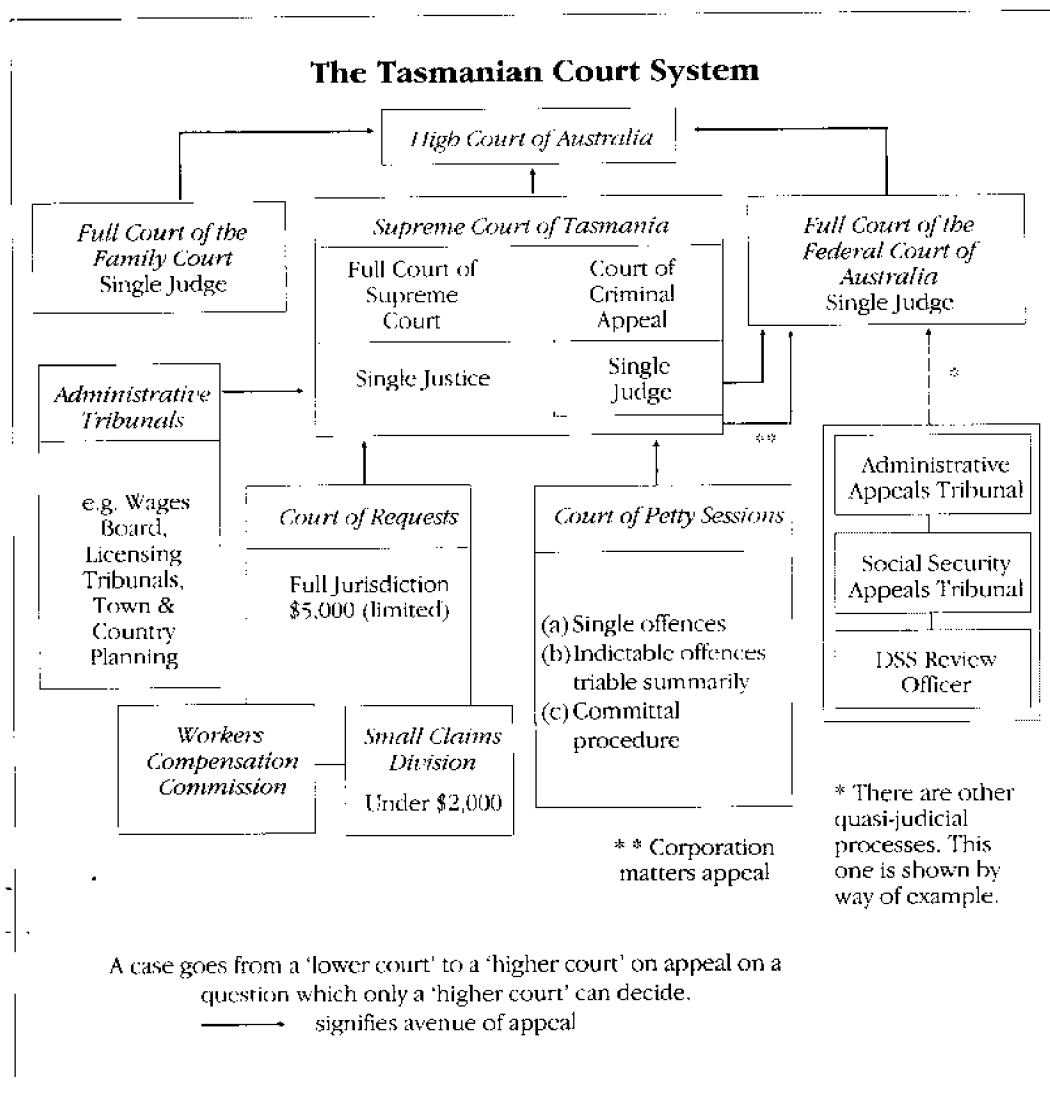 The Tasmanian Court System
High Court of Australia
Full Court of the
Family Court
Single Judge
Supreme Court of Tasmania
Full Court of
Supreme
Court
Court of
Criminal
Appeal
Single Justice
Single
Judge
Full Court of the
Federal Court of
Australia
Single Judge
*
**
Administrative
Tribunals
e.g. Wages
Board,
Licensing
Tribunals,
Town &
Country
Planning
Court of Requests
Full Jurisdiction
$5,000 (limited)
Court of Petty Sessions
(a) Single offences
(b) Indictable offences
triable summarily
(c) Committal
procedure
Administrative
Appeals Tribunal
Social Security
Appeals Tribunal
DSS Review
Officer
Workers
Compensation
Commission
Small Claims
Division
Under $2,000
* * Corporation
matters appeal
* There are other
quasi-judicial
processes. This
one is shown by
way of example.
A case goes from a ‘lower court’ to a ‘higher court’ on appeal on a
question which only a ‘higher court’ can decide.
signifies avenue of appeal